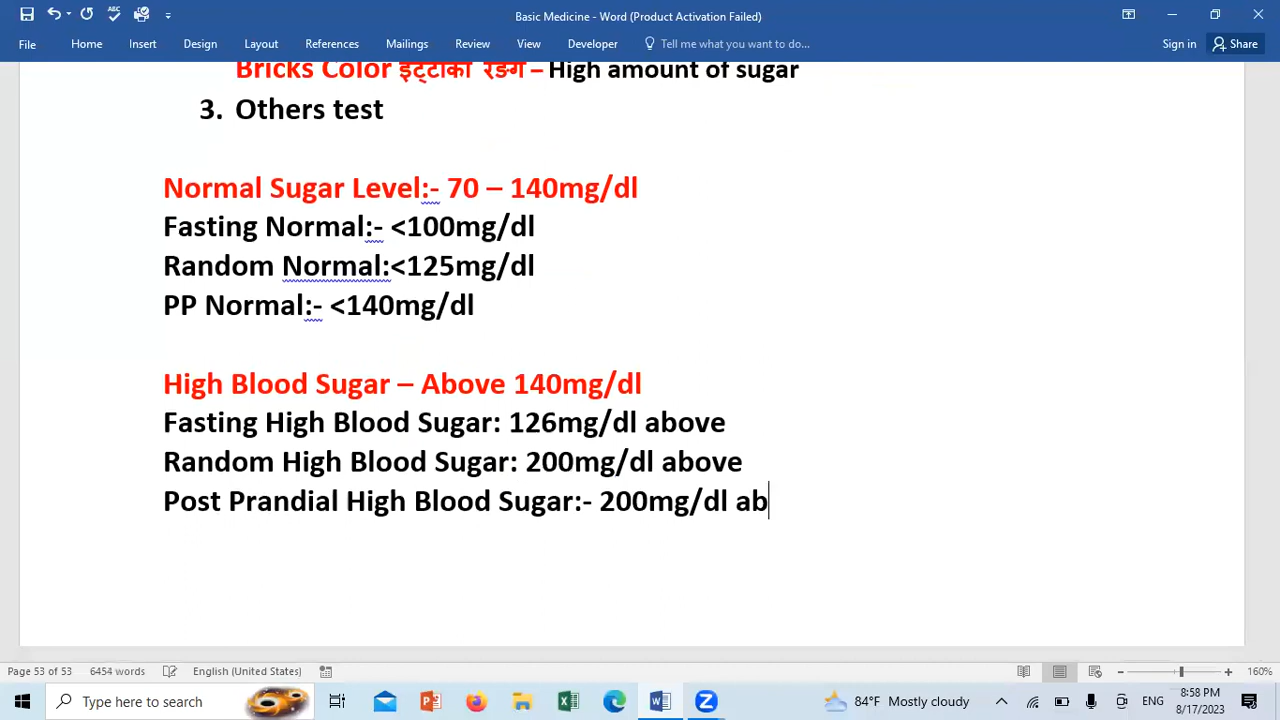 Basic Medicine - Word (Product Activation Failed)
File Home Insert Design Layout References Mailings Review View Developer Tell me what you want to do... Sign in Share
Bricks Color इट्टाको रङग – High amount of sugar
3. Others test
Normal Sugar Level:- 70 – 140mg/dl
Fasting Normal:- <100mg/dl
Random Normal:<125mg/dl
PP Normal:- <140mg/dl
High Blood Sugar – Above 140mg/dl
Fasting High Blood Sugar: 126mg/dl above
Random High Blood Sugar: 200mg/dl above
Post Prandial High Blood Sugar:- 200mg/dl ab
Page 53 of 53 6454 words English (United States) 160%
Type here to search 84°F Mostly cloudy ENG 8:58 PM
8/17/2023